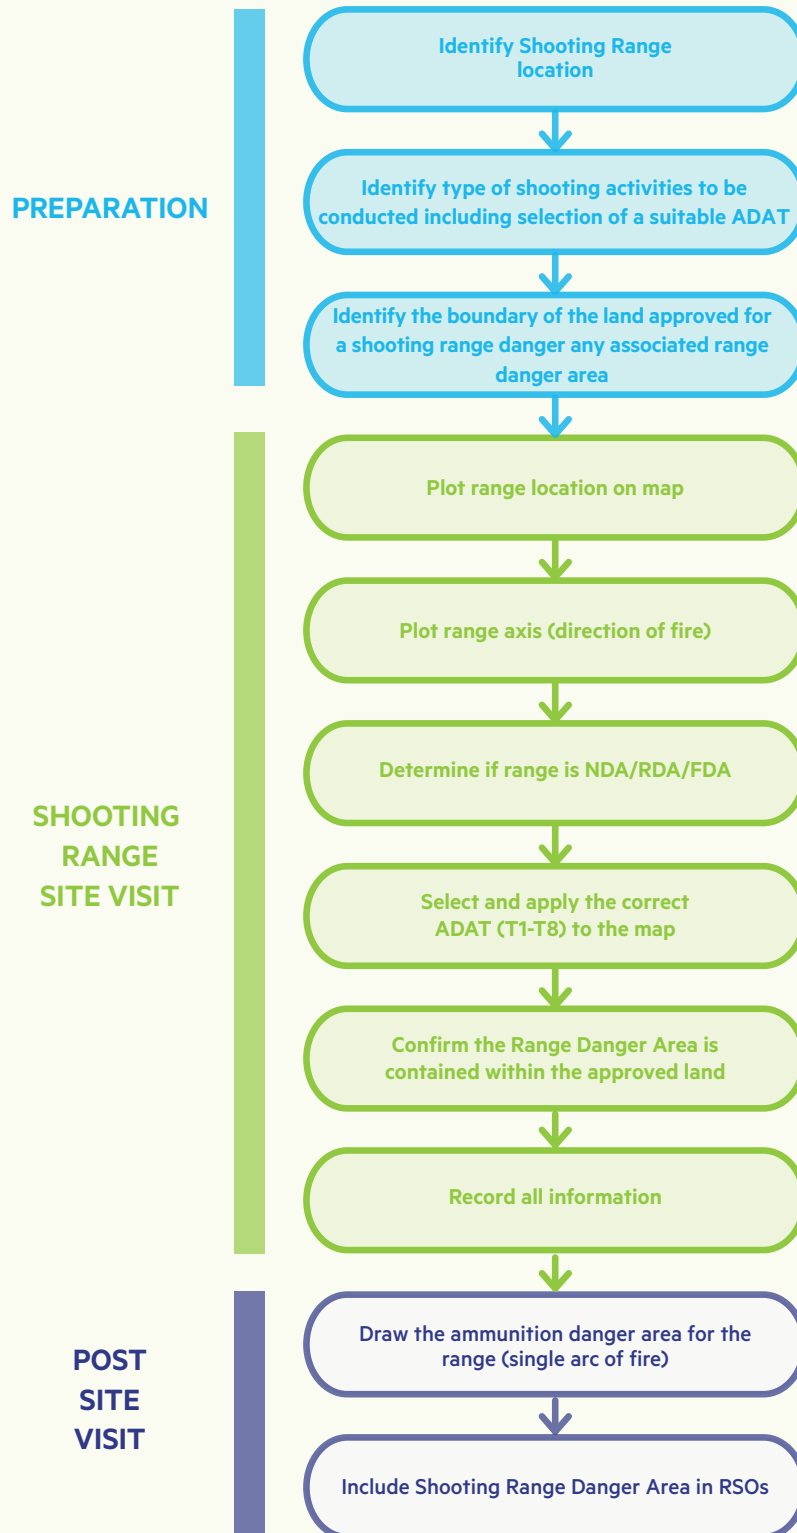 PREPARATION
Identify Shooting Range
location
Identify type of shooting activities to be
conducted including selection of a suitable ADAT
Identify the boundary of the land approved for
a shooting range danger any associated range
danger area
SHOOTING
RANGE
SITE VISIT
Plot range location on map
Plot range axis (direction of fire)
Determine if range is NDA/RDA/FDA
Select and apply the correct
ADAT (T1-T8) to the map
Confirm the Range Danger Area is
contained within the approved land
Record all information
POST
SITE
VISIT
Draw the ammunition danger area for the
range (single arc of fire)
Include Shooting Range Danger Area in RSOs